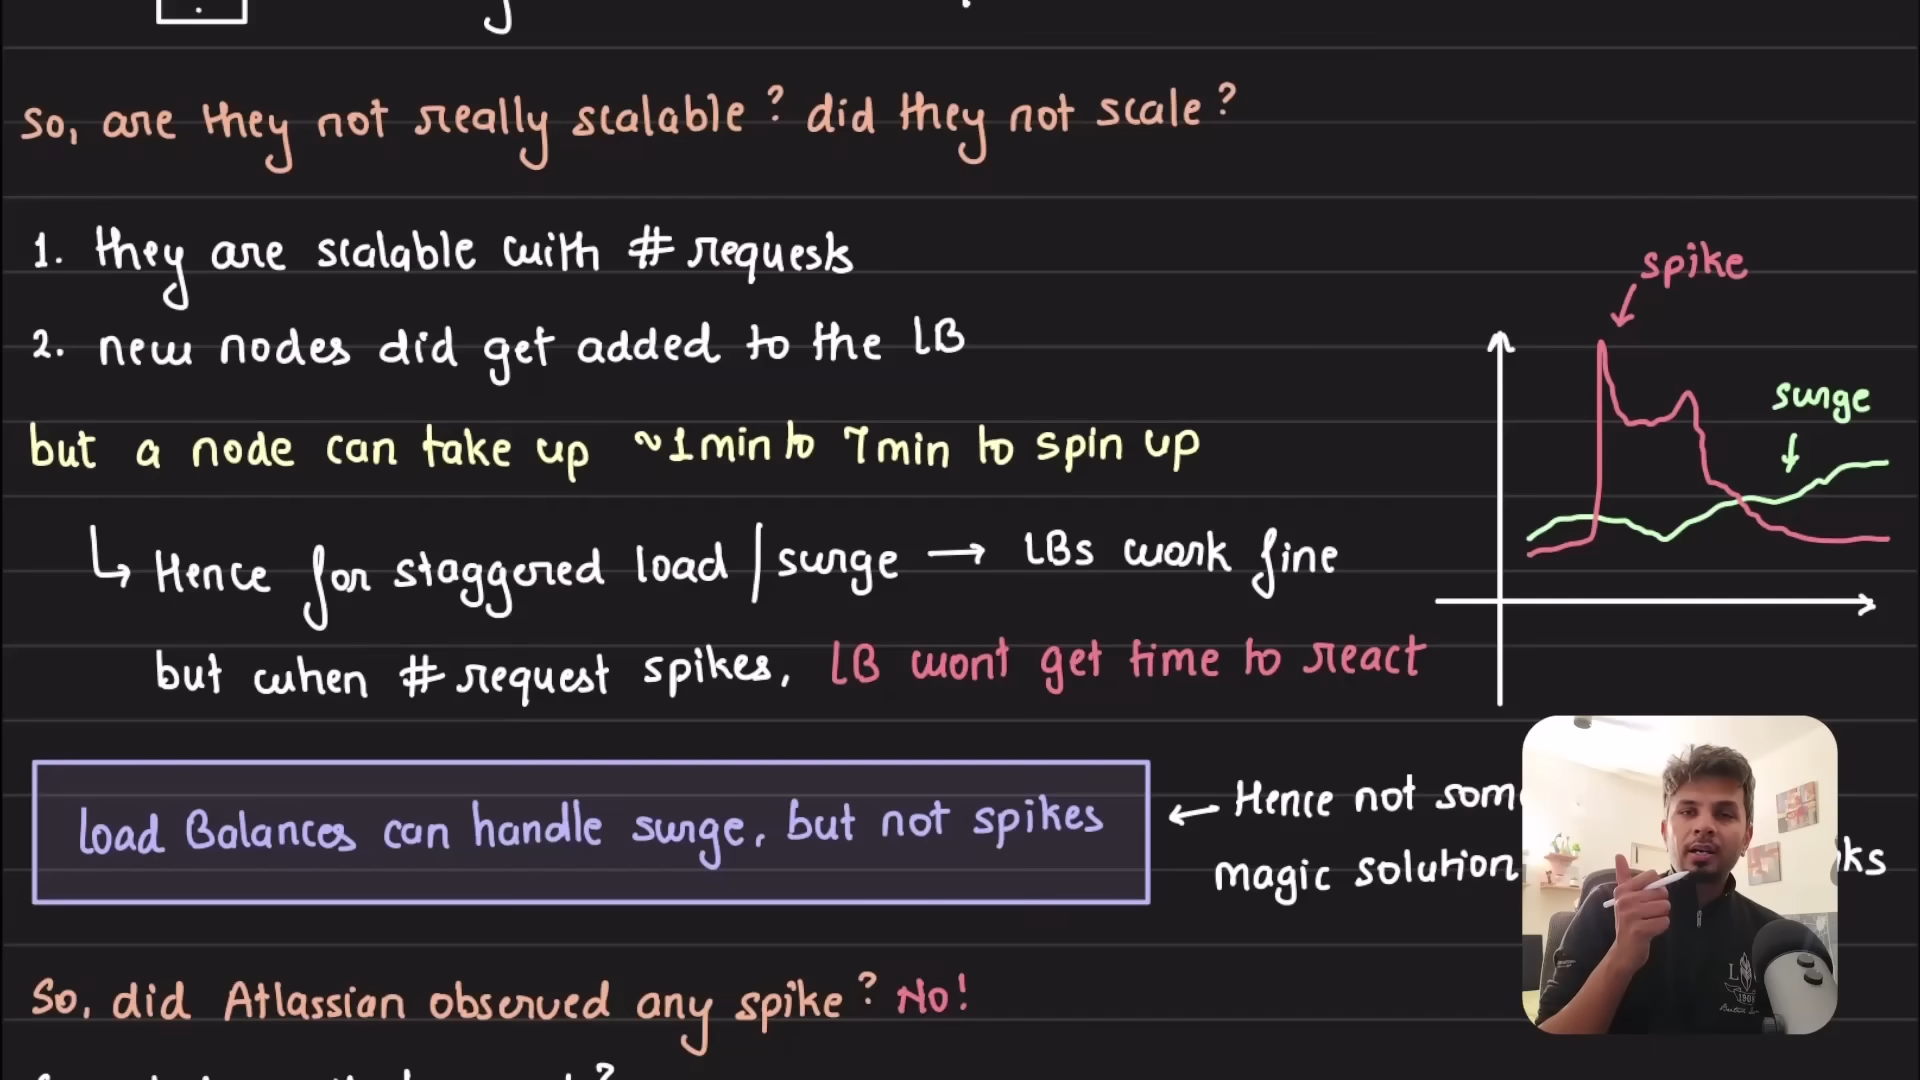 so, are they not really scalable? did they not scale?
1. they are scalable with # requests
2. new nodes did get added to the LB
but a node can take up ~1min to 7min to spin up
Hence for staggered load / surge → LBs work fine
but when # request spikes, LB wont get time to react
spike
surge
load Balances can handle surge, but not spikes
← Hence not som
magic solution ks
So, did Atlassian observed any spike? No!